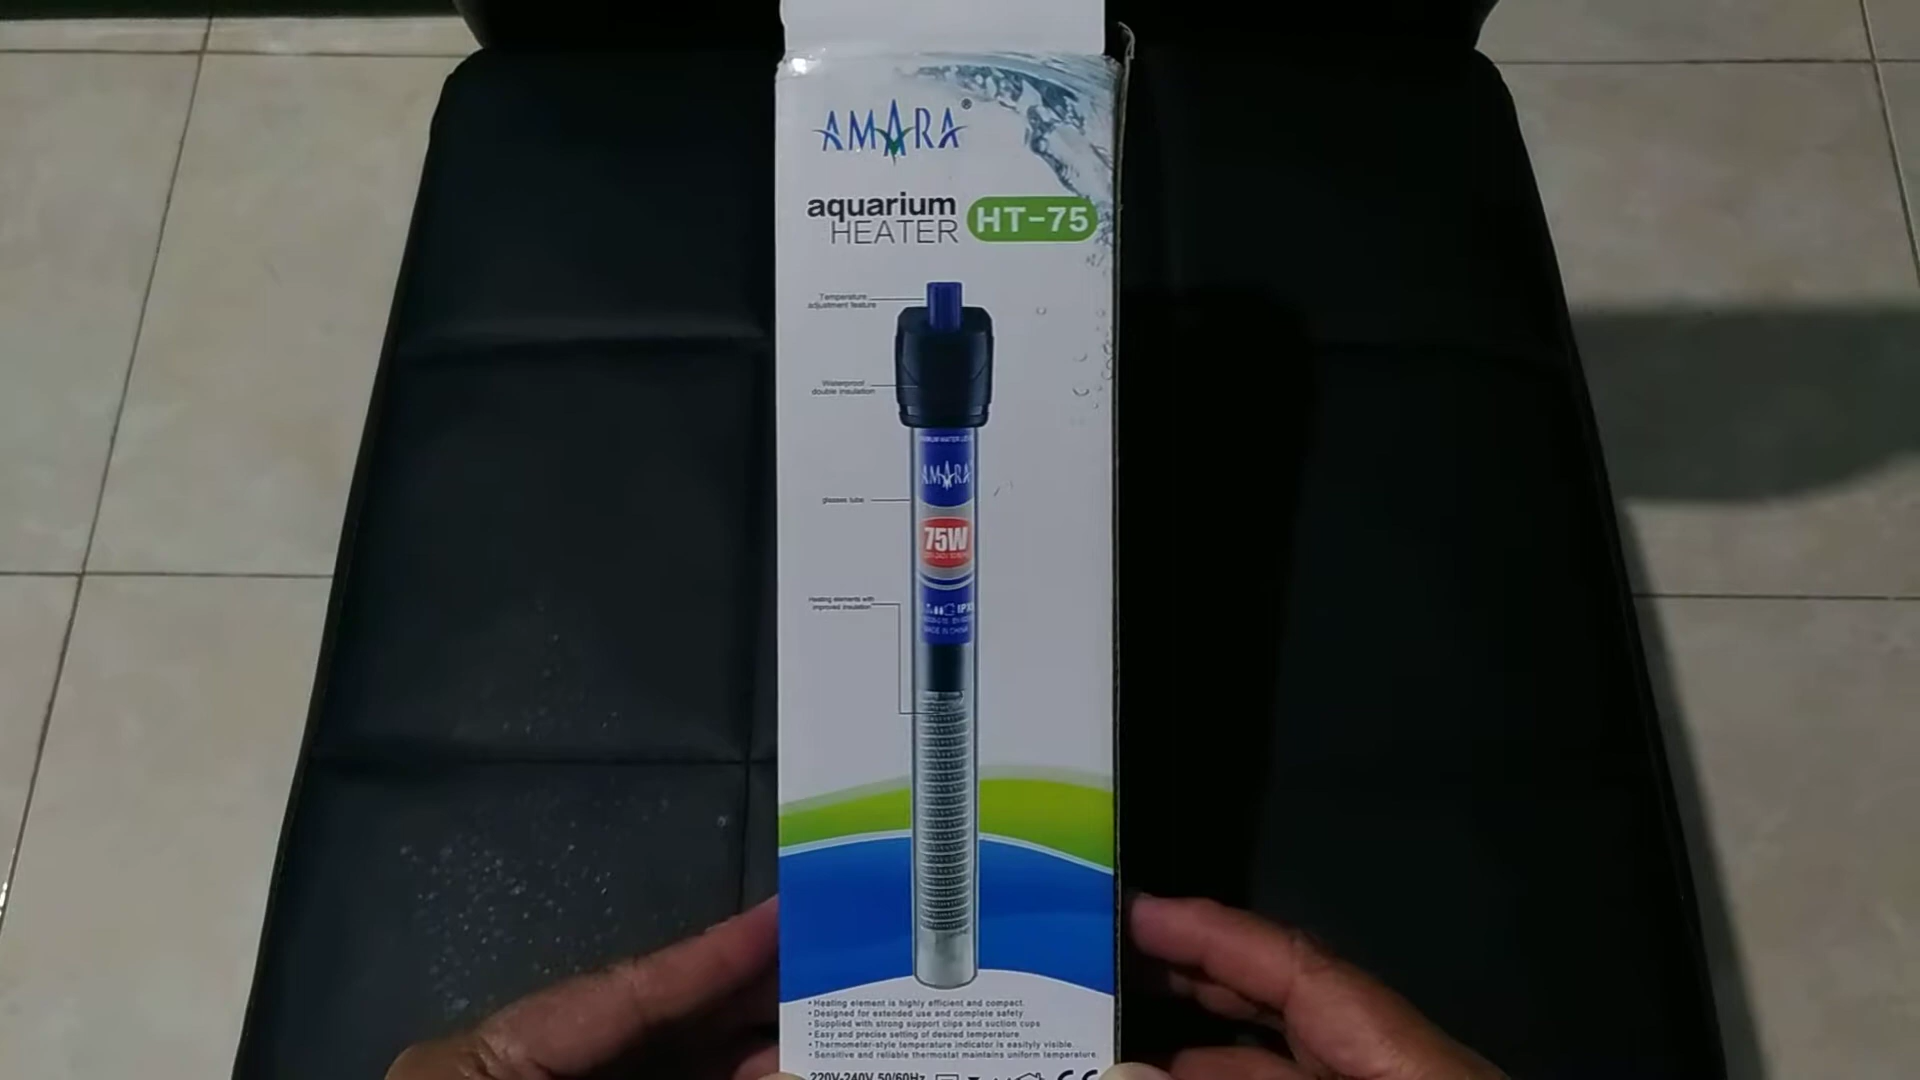 AMARA®
aquarium
HEATER
HT-75
Temperature
adjustment feature
Waterproof
double insulation
AMARA
glasses tube
75W
Heating elements with
improved insulation
MADE IN CHINA
• Heating element is highly efficient and compact.
• Designed for extended use and complete safety
• Supplied with strong support clips and suction cups
• Easy and precise setting of desired temperature.
• Thermometer-style temperature indicator is easityly visible.
• Sensitive and reliable thermostat maintains uniform temperature.
220V-240V 50/60Hz